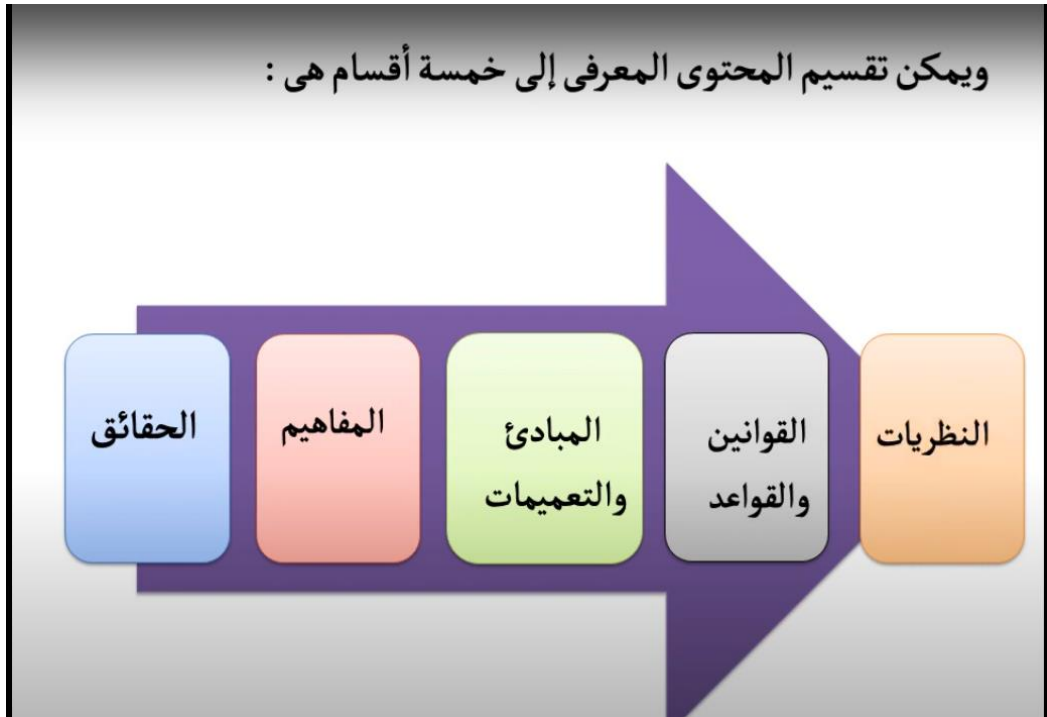 ويمكن تقسيم المحتوى المعرفى إلى خمسة أقسام هى :
الحقائق
المفاهيم
المبادئ
والتعميمات
القوانين
والقواعد
النظريات